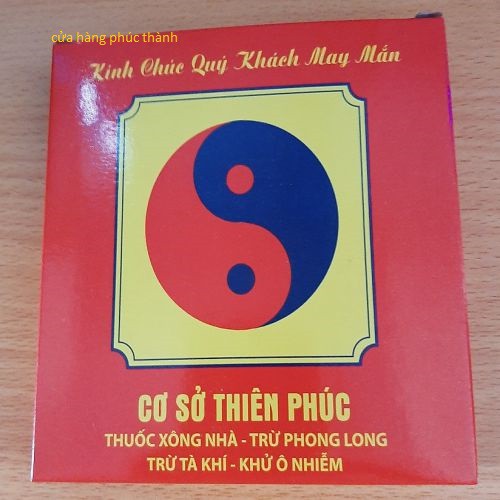 cửa hàng phúc thành
Kính Chúc Quý Khách May Mắn
CƠ SỞ THIÊN PHÚC
THUỐC XÔNG NHÀ - TRỪ PHONG LONG
TRỪ TÀ KHÍ - KHỬ Ô NHIỄM